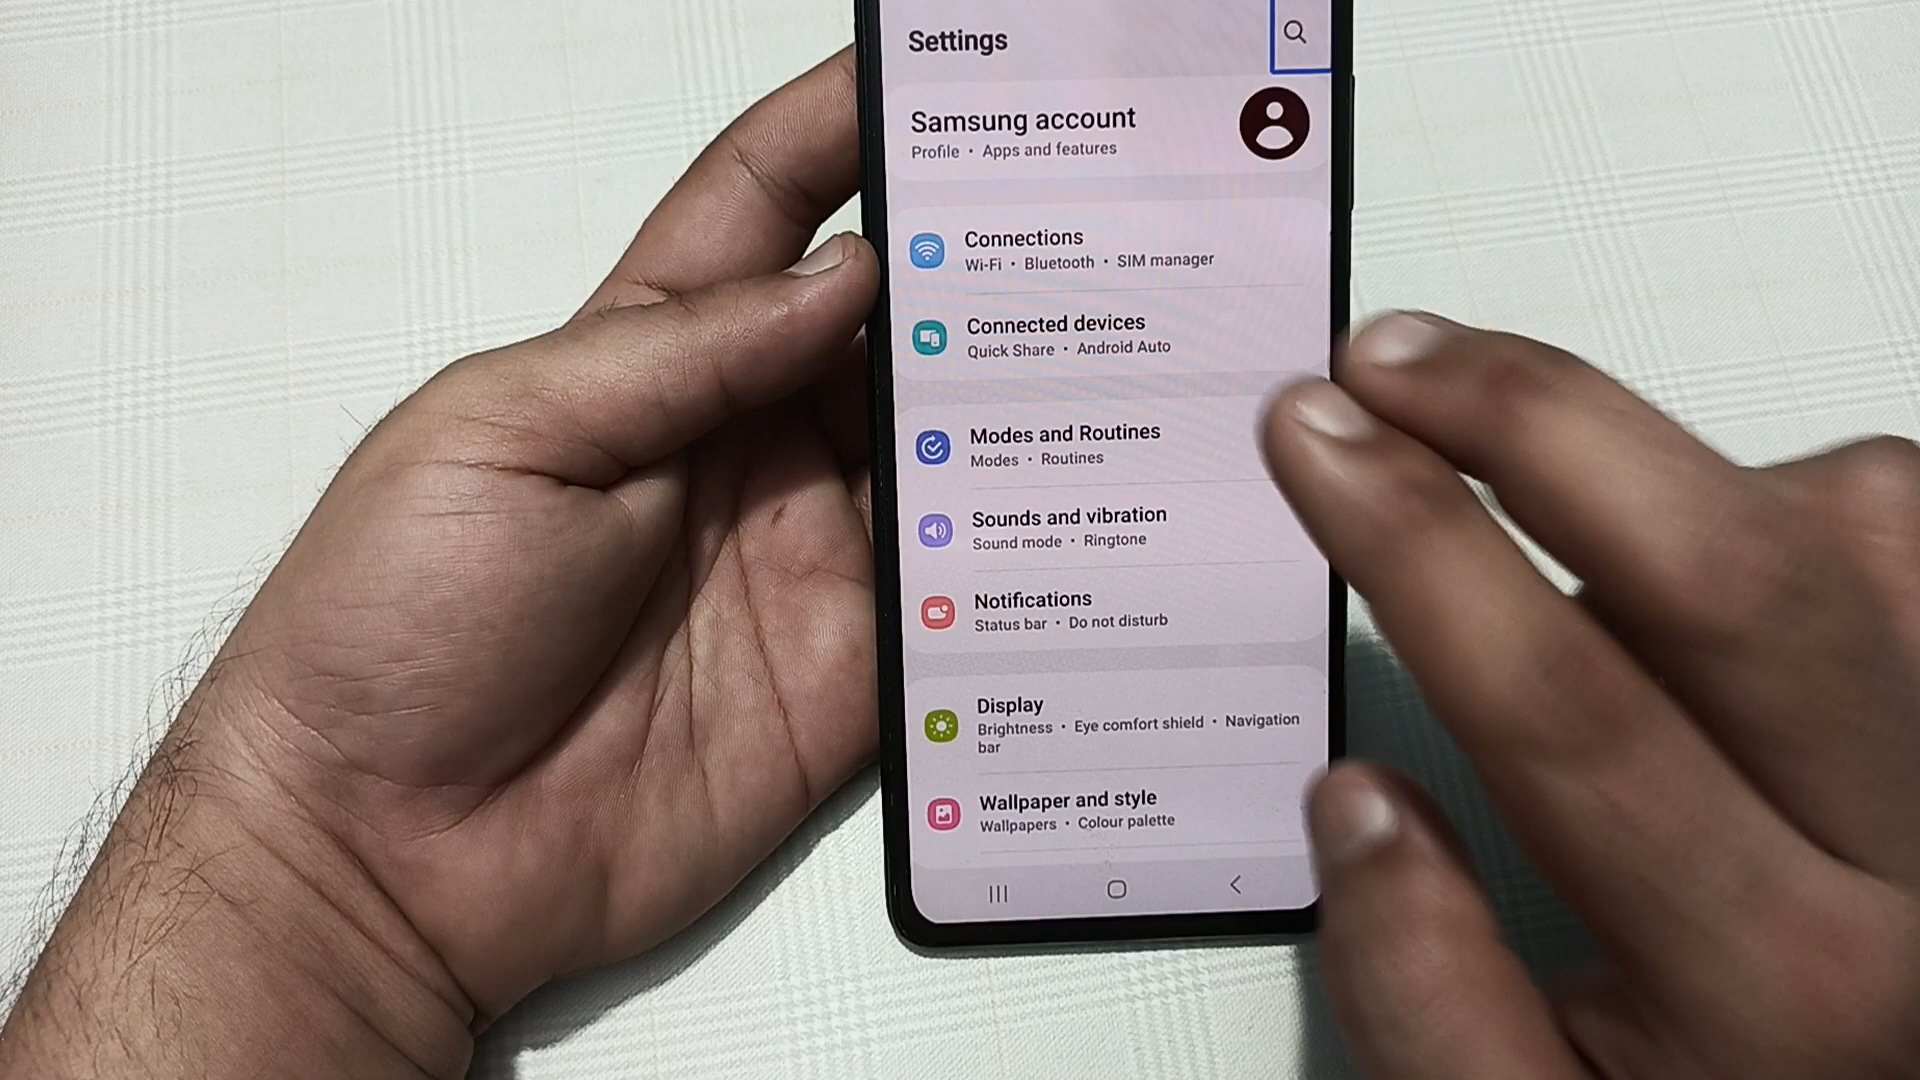 Settings
Samsung account
Profile • Apps and features
Connections
Wi-Fi • Bluetooth • SIM manager
Connected devices
Quick Share • Android Auto
Modes and Routines
Modes • Routines
Sounds and vibration
Sound mode • Ringtone
Notifications
Status bar • Do not disturb
Display
Brightness • Eye comfort shield • Navigation
bar
Wallpaper and style
Wallpapers • Colour palette